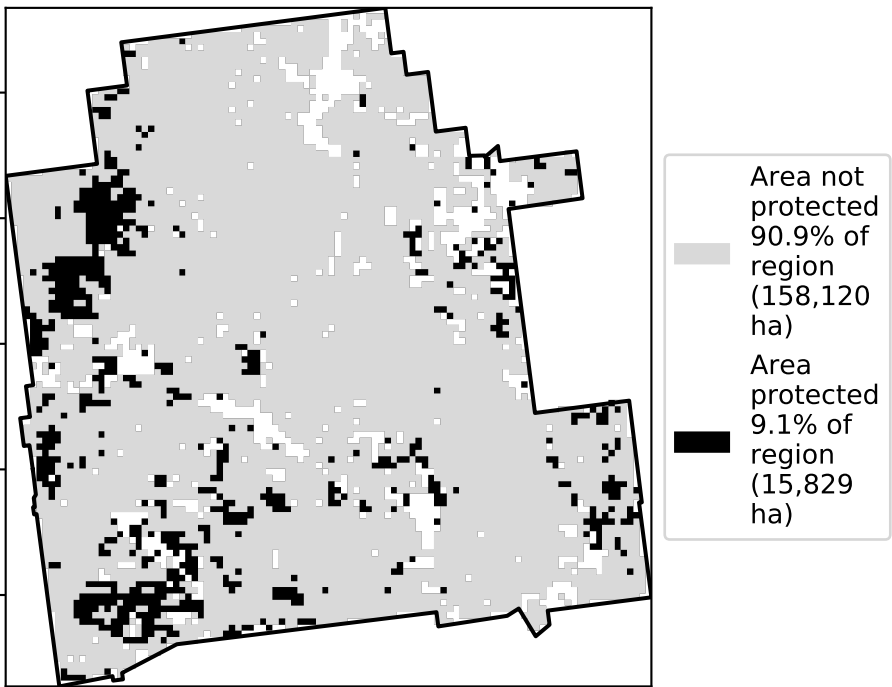 Area not
protected
90.9% of
region
(158,120
ha)
Area
protected
9.1% of
region
(15,829
ha)